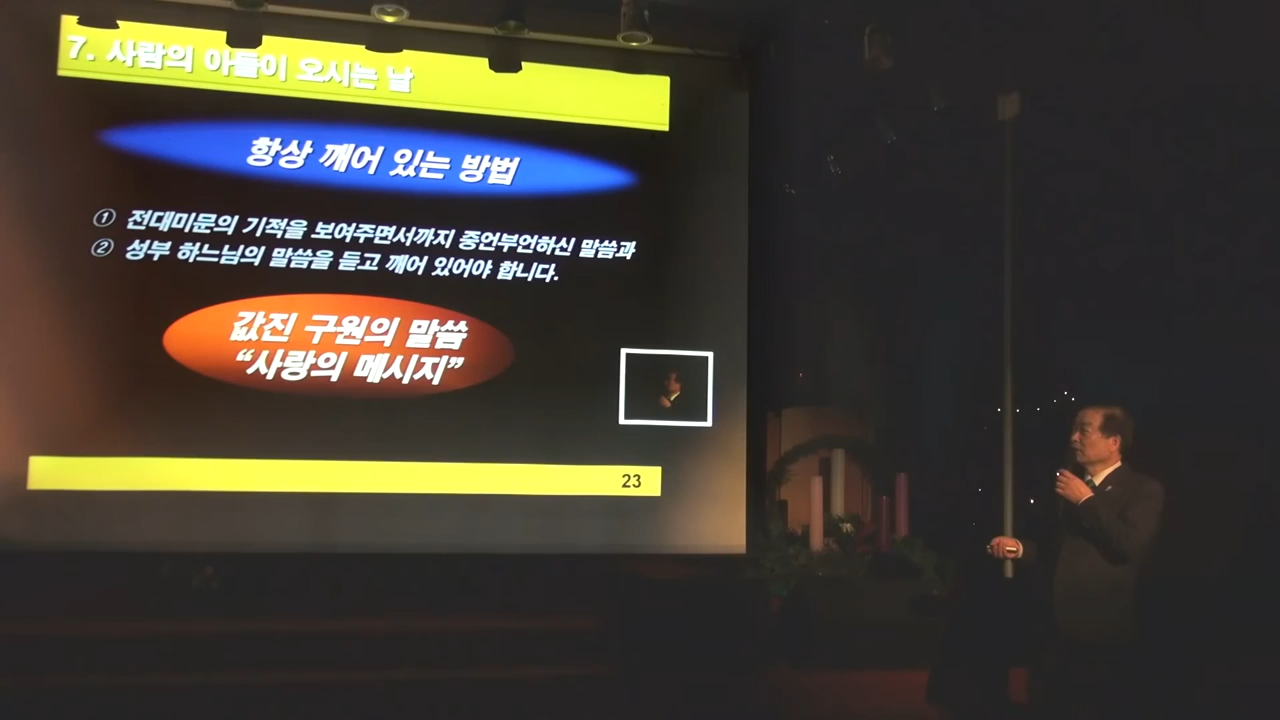 7. 사람의 아들이 오시는 날
항상 깨어 있는 방법
① 전대미문의 기적을 보여주면서까지 중언부언하신 말씀과
② 성부 하느님의 말씀을 듣고 깨어 있어야 합니다.
값진 구원의 말씀
“사랑의 메시지”
23